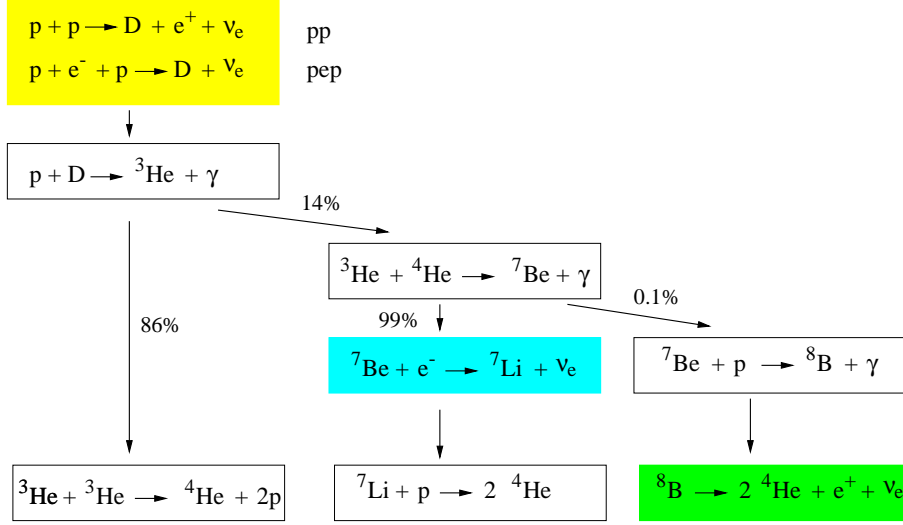 p + p → D + e⁺ + νₑ pp
p + e⁻ + p → D + νₑ pep
p + D → ³He + γ
14%
³He + ⁴He → ⁷Be + γ
0.1%
86%
99%
⁷Be + e⁻ → ⁷Li + νₑ
⁷Be + p → ⁸B + γ
³He + ³He → ⁴He + 2p
⁷Li + p → 2 ⁴He
⁸B → 2 ⁴He + e⁺ + νₑ